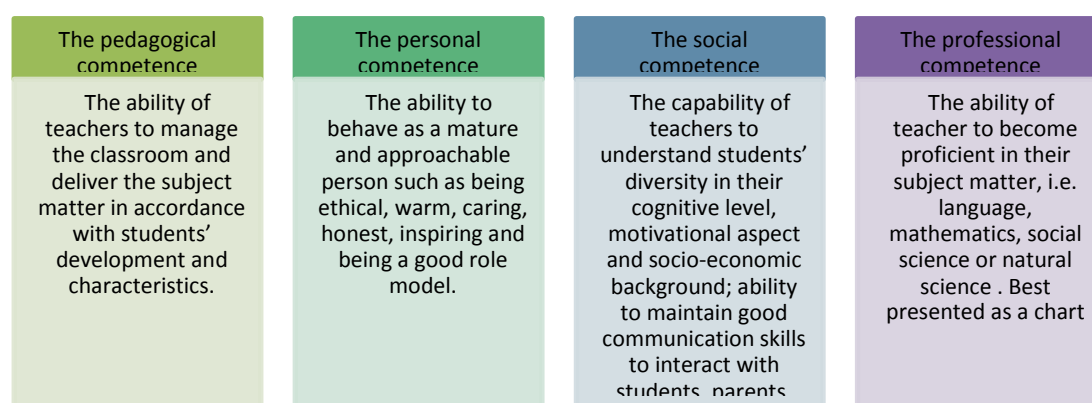 The pedagogical
competence
The ability of
teachers to manage
the classroom and
deliver the subject
matter in accordance
with students’
development and
characteristics.
The personal
competence
The ability to
behave as a mature
and approachable
person such as being
ethical, warm, caring,
honest, inspiring and
being a good role
model.
The social
competence
The capability of
teachers to
understand students’
diversity in their
cognitive level,
motivational aspect
and socio-economic
background; ability
to maintain good
communication skills
to interact with
students, parents
The professional
competence
The ability of
teacher to become
proficient in their
subject matter, i.e.
language,
mathematics, social
science or natural
science . Best
presented as a chart